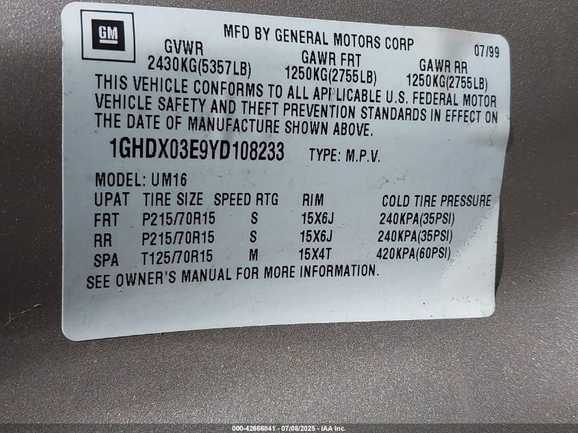 GM
MFD BY GENERAL MOTORS CORP 07/99
GVWR GAWR FRT GAWR RR
2430KG(5357LB) 1250KG(2755LB) 1250KG(2755LB)
THIS VEHICLE CONFORMS TO ALL APPLICABLE U.S. FEDERAL MOTOR
VEHICLE SAFETY AND THEFT PREVENTION STANDARDS IN EFFECT ON
THE DATE OF MANUFACTURE SHOWN ABOVE.
1GHDX03E9YD108233 TYPE: M.P.V.
MODEL: UM16
UPAT TIRE SIZE SPEED RTG RIM COLD TIRE PRESSURE
FRT P215/70R15 S 15X6J 240KPA(35PSI)
RR P215/70R15 S 15X6J 240KPA(35PSI)
SPA T125/70R15 M 15X4T 420KPA(60PSI)
SEE OWNER'S MANUAL FOR MORE INFORMATION.
000-42666841 - 07/08/2025 - IAA Inc.